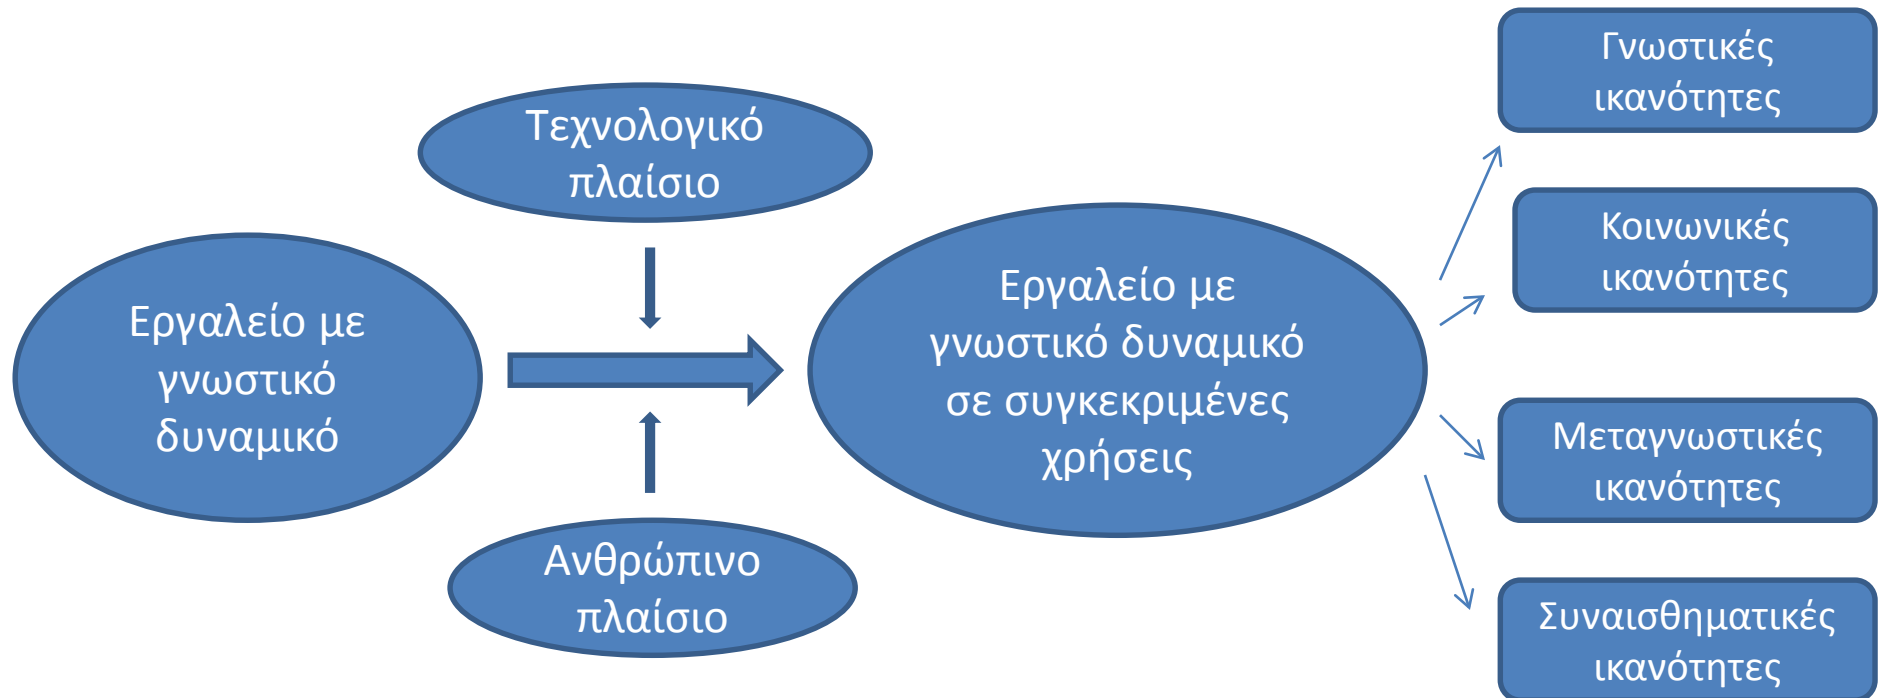 Εργαλείο με
γνωστικό
δυναμικό
Τεχνολογικό
πλαίσιο
Ανθρώπινο
πλαίσιο
Εργαλείο με
γνωστικό δυναμικό
σε συγκεκριμένες
χρήσεις
Γνωστικές
ικανότητες
Κοινωνικές
ικανότητες
Μεταγνωστικές
ικανότητες
Συναισθηματικές
ικανότητες